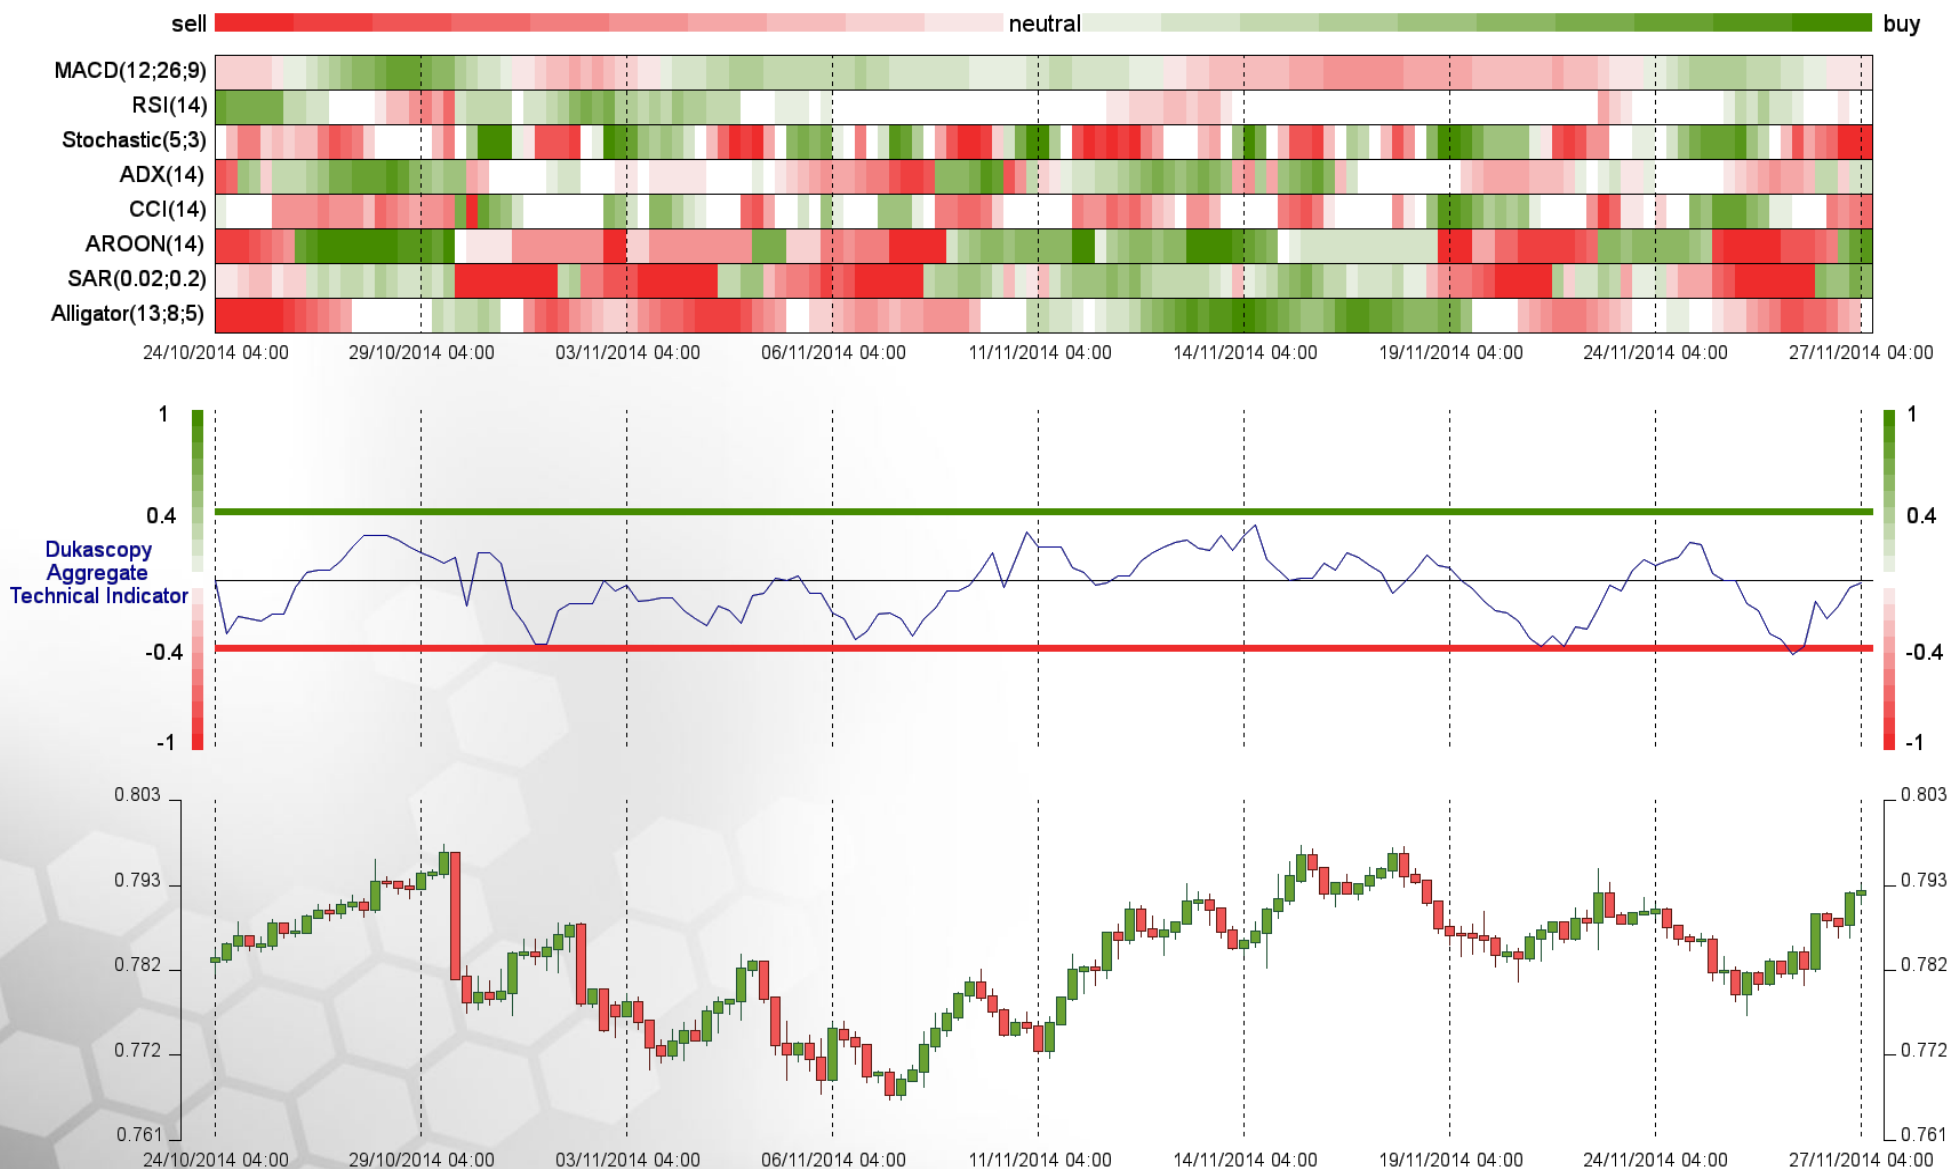 sell neutral buy
MACD(12;26;9)
RSI(14)
Stochastic(5;3)
ADX(14)
CCI(14)
AROON(14)
SAR(0.02;0.2)
Alligator(13;8;5)
24/10/2014 04:00 29/10/2014 04:00 03/11/2014 04:00 06/11/2014 04:00 11/11/2014 04:00 14/11/2014 04:00 19/11/2014 04:00 24/11/2014 04:00 27/11/2014 04:00
1 1
0.4 0.4
Dukascopy
Aggregate
Technical Indicator
-0.4 -0.4
-1 -1
0.803 0.803
0.793 0.793
0.782 0.782
0.772 0.772
0.761 0.761
24/10/2014 04:00 29/10/2014 04:00 03/11/2014 04:00 06/11/2014 04:00 11/11/2014 04:00 14/11/2014 04:00 19/11/2014 04:00 24/11/2014 04:00 27/11/2014 04:00